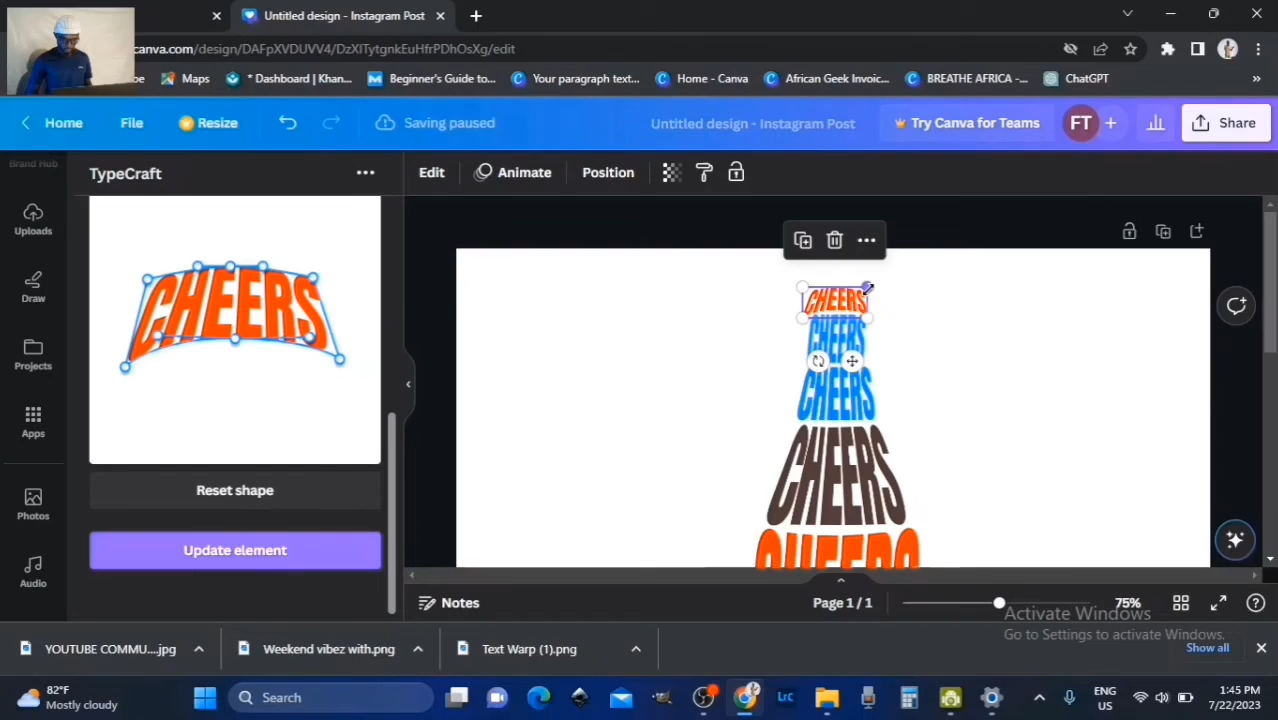 Untitled design - Instagram Post
canva.com/design/DAFpXVDUVV4/DzXlTytgnkEuHfrPDhOsXg/edit
Maps
* Dashboard | Khan...
Beginner's Guide to...
Your paragraph text...
Home - Canva
African Geek Invoic...
BREATHE AFRICA -...
ChatGPT
Home
File
Resize
Saving paused
Untitled design - Instagram Post
Try Canva for Teams
FT
Share
Brand Hub
TypeCraft
Edit
Animate
Position
Uploads
Draw
Projects
Apps
Photos
Audio
CHEERS
Reset shape
Update element
CHEERS
CHEERS
CHEERS
CHEERS
CHEERS
Notes
Page 1 / 1
75%
Activate Windows
Go to Settings to activate Windows.
YOUTUBE COMMU....jpg
Weekend vibez with.png
Text Warp (1).png
Show all
82°F
Mostly cloudy
Search
Lrc
ENG
US
1:45 PM
7/22/2023